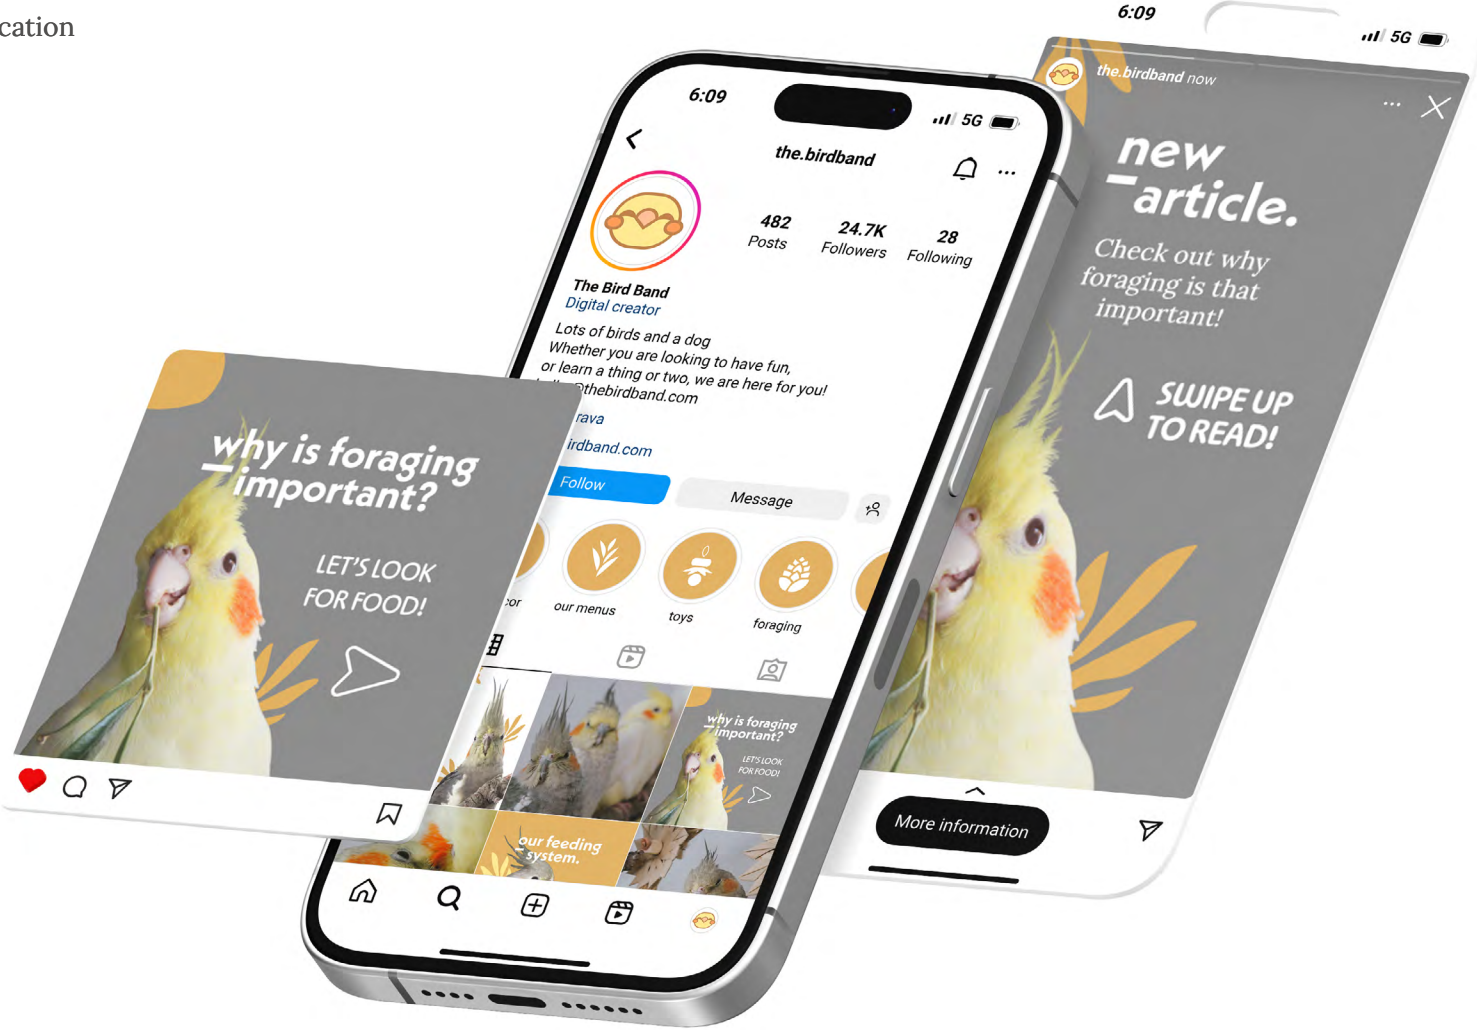 cation
why is foraging
important?
LET'S LOOK
FOR FOOD!
6:09
5G
the.birdband
482
Posts
24.7K
Followers
28
Following
The Bird Band
Digital creator
Lots of birds and a dog
Whether you are looking to have fun,
or learn a thing or two, we are here for you!
@thebirdband.com
rava
irdband.com
Follow
Message
cor
our menus
toys
foraging
why is foraging
important?
LET'S LOOK
FOR FOOD!
our feeding
system.
6:09
5G
the.birdband now
new
article.
Check out why
foraging is that
important!
SWIPE UP
TO READ!
More information